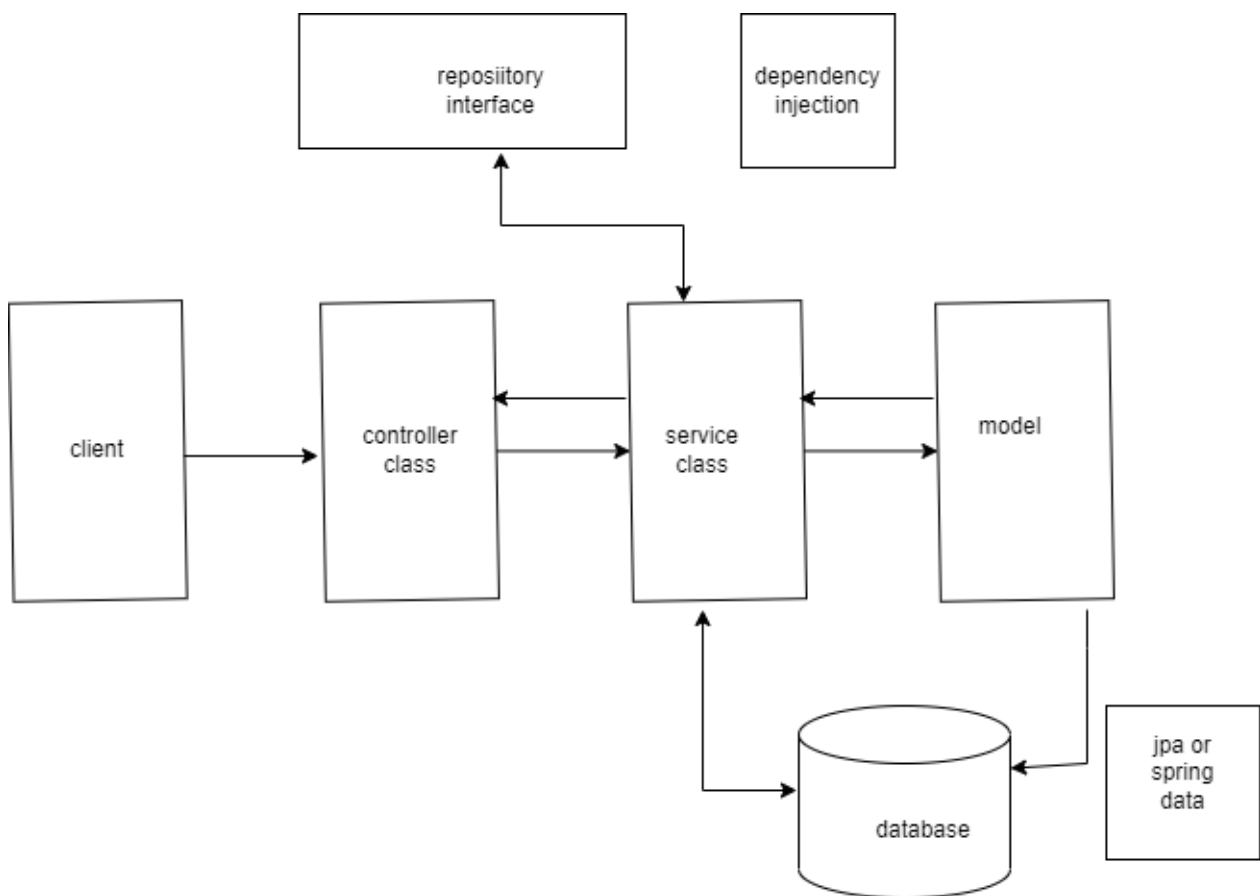 reposiitory
interface
dependency
injection
client
controller
class
service
class
model
database
jpa or
spring
data